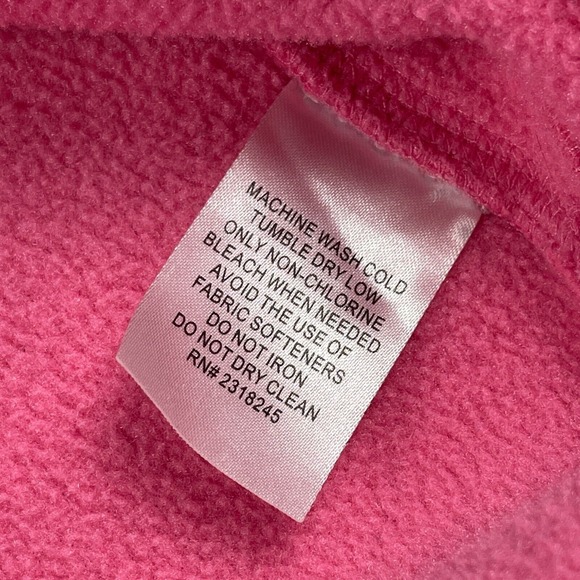 MACHINE WASH COLD
TUMBLE DRY LOW
ONLY NON-CHLORINE
BLEACH WHEN NEEDED
AVOID THE USE OF
FABRIC SOFTENERS
DO NOT IRON
DO NOT DRY CLEAN
RN# 2318245